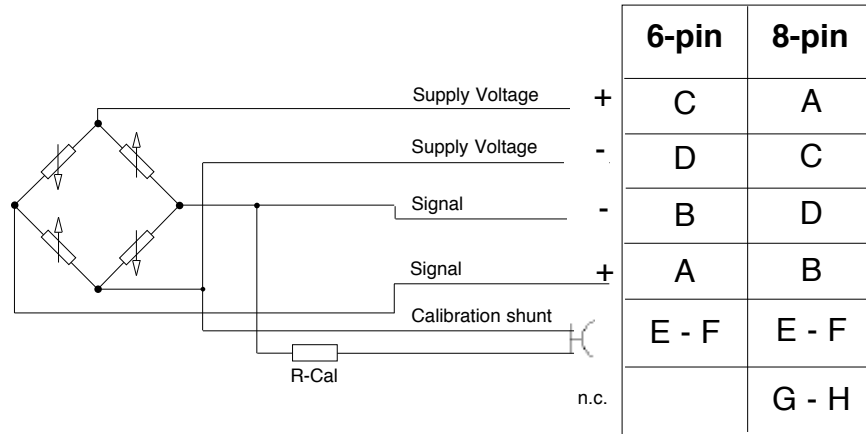 6-pin 8-pin
Supply Voltage + C A
Supply Voltage - D C
Signal - B D
Signal + A B
Calibration shunt E - F E - F
R-Cal
n.c. G - H